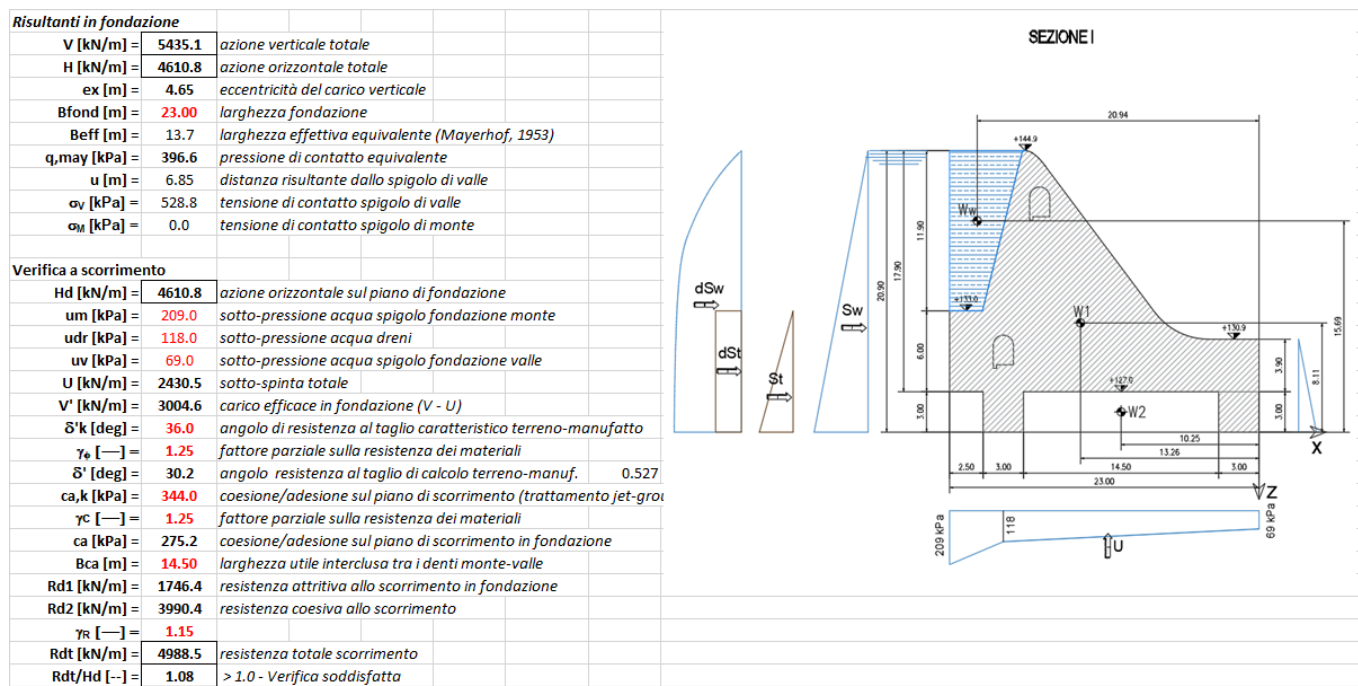 Risultanti in fondazione
V [kN/m] = 5435.1 azione verticale totale
H [kN/m] = 4610.8 azione orizzontale totale
ex [m] = 4.65 eccentricità del carico verticale
Bfond [m] = 23.00 larghezza fondazione
Beff [m] = 13.7 larghezza effettiva equivalente (Mayerhof, 1953)
q,may [kPa] = 396.6 pressione di contatto equivalente
u [m] = 6.85 distanza risultante dallo spigolo di valle
σV [kPa] = 528.8 tensione di contatto spigolo di valle
σM [kPa] = 0.0 tensione di contatto spigolo di monte
Verifica a scorrimento
Hd [kN/m] = 4610.8 azione orizzontale sul piano di fondazione
um [kPa] = 209.0 sotto-pressione acqua spigolo fondazione monte
udr [kPa] = 118.0 sotto-pressione acqua dreni
uv [kPa] = 69.0 sotto-pressione acqua spigolo fondazione valle
U [kN/m] = 2430.5 sotto-spinta totale
V' [kN/m] = 3004.6 carico efficace in fondazione (V - U)
δ'k [deg] = 36.0 angolo di resistenza al taglio caratteristico terreno-manufatto
γϕ [—] = 1.25 fattore parziale sulla resistenza dei materiali
δ' [deg] = 30.2 angolo resistenza al taglio di calcolo terreno-manuf. 0.527
ca,k [kPa] = 344.0 coesione/adesione sul piano di scorrimento (trattamento jet-grou
γC [—] = 1.25 fattore parziale sulla resistenza dei materiali
ca [kPa] = 275.2 coesione/adesione sul piano di scorrimento in fondazione
Bca [m] = 14.50 larghezza utile interclusa tra i denti monte-valle
Rd1 [kN/m] = 1746.4 resistenza attritiva allo scorrimento in fondazione
Rd2 [kN/m] = 3990.4 resistenza coesiva allo scorrimento
γR [—] = 1.15
Rdt [kN/m] = 4988.5 resistenza totale scorrimento
Rdt/Hd [--] = 1.08 > 1.0 - Verifica soddisfatta
SEZIONE I
20.94
+144.9
Ww
11.90
17.90
20.90
+133.0
dSw
Sw
W1
+130.9
15.69
6.00
dSt
St
3.90
8.11
+127.0
W2
3.00
3.00
10.25
X
13.26
2.50
3.00
14.50
3.00
23.00
Z
209 kPa
118
69 kPa
U